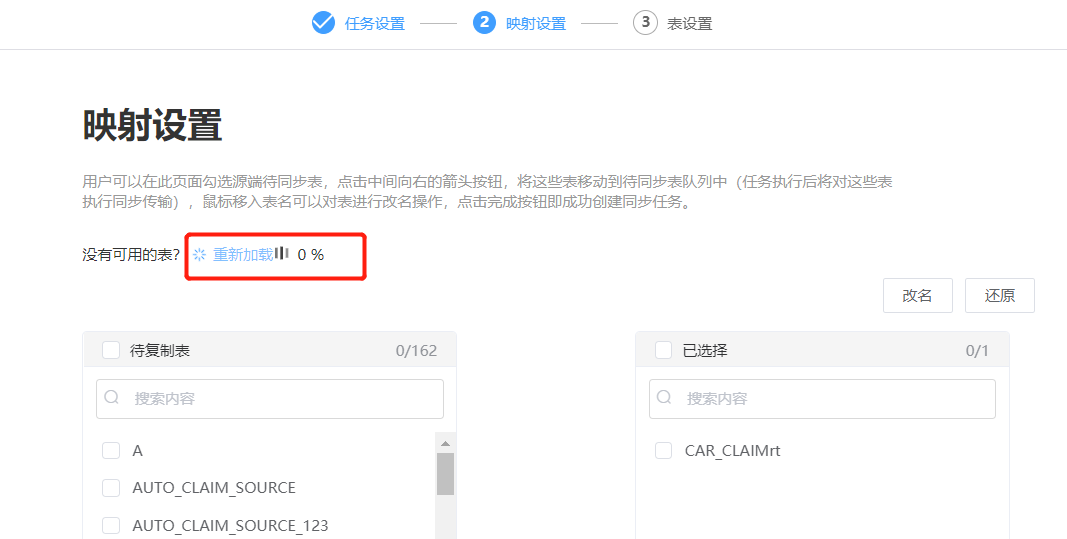 任务设置 2 映射设置 3 表设置
映射设置
用户可以在此页面勾选源端待同步表，点击中间向右的箭头按钮，将这些表移动到待同步表队列中（任务执行后将对这些表
执行同步传输），鼠标移入表名可以对表进行改名操作，点击完成按钮即成功创建同步任务。
没有可用的表? 重新加载 0 %
改名 还原
待复制表 0/162
搜索内容
A
AUTO_CLAIM_SOURCE
AUTO_CLAIM_SOURCE_123
已选择 0/1
搜索内容
CAR_CLAIMrt